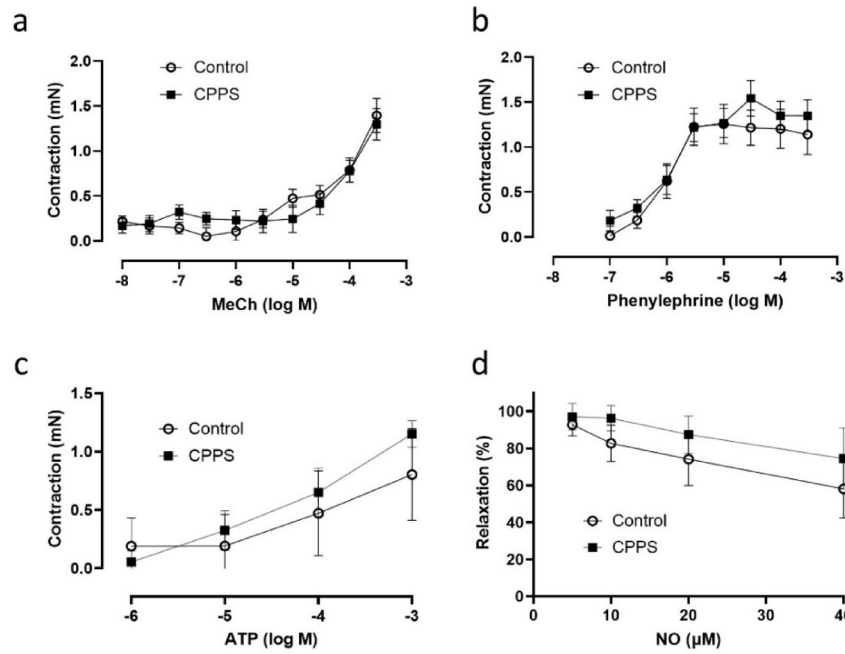 a
Control
CPPS
Contraction (mN)
2.0
1.5
1.0
0.5
0.0
-8 -7 -6 -5 -4 -3
MeCh (log M)
b
Control
CPPS
Contraction (mN)
2.0
1.5
1.0
0.5
0.0
-8 -7 -6 -5 -4 -3
Phenylephrine (log M)
c
Control
CPPS
Contraction (mN)
1.5
1.0
0.5
0.0
-6 -5 -4 -3
ATP (log M)
d
Relaxation (%)
100
80
60
40
20
0
Control
CPPS
0 10 20 30 40
NO (µM)